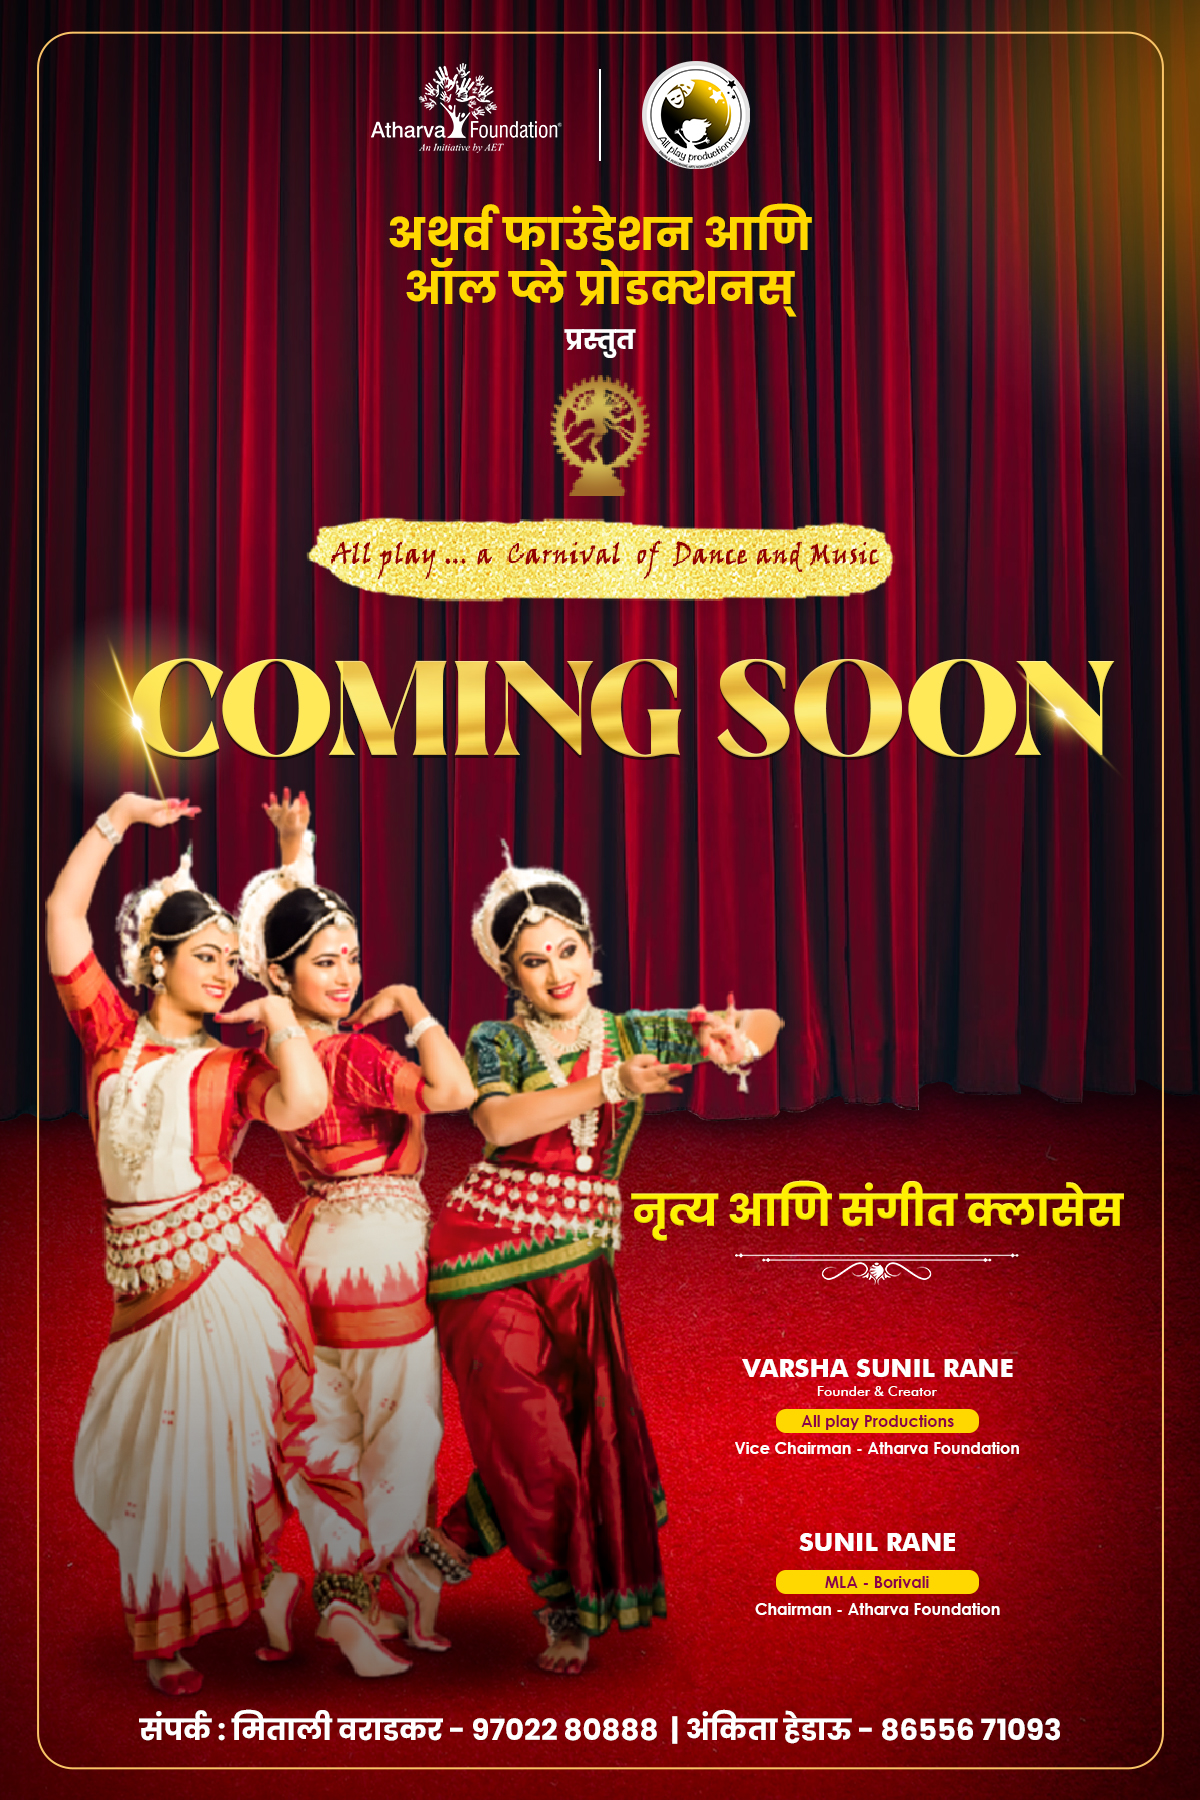 Atharva Foundation®
An Initiative by AET
All play productions
अथर्व फाउंडेशन आणि
ऑल प्ले प्रोडक्शनस्
प्रस्तुत
All play ... a Carnival of Dance and Music
COMING SOON
नृत्य आणि संगीत क्लासेस
VARSHA SUNIL RANE
Founder & Creator
All play Productions
Vice Chairman - Atharva Foundation
SUNIL RANE
MLA - Borivali
Chairman - Atharva Foundation
संपर्क : मिताली वराडकर - 97022 80888 | अंकिता हेडाऊ - 86556 71093